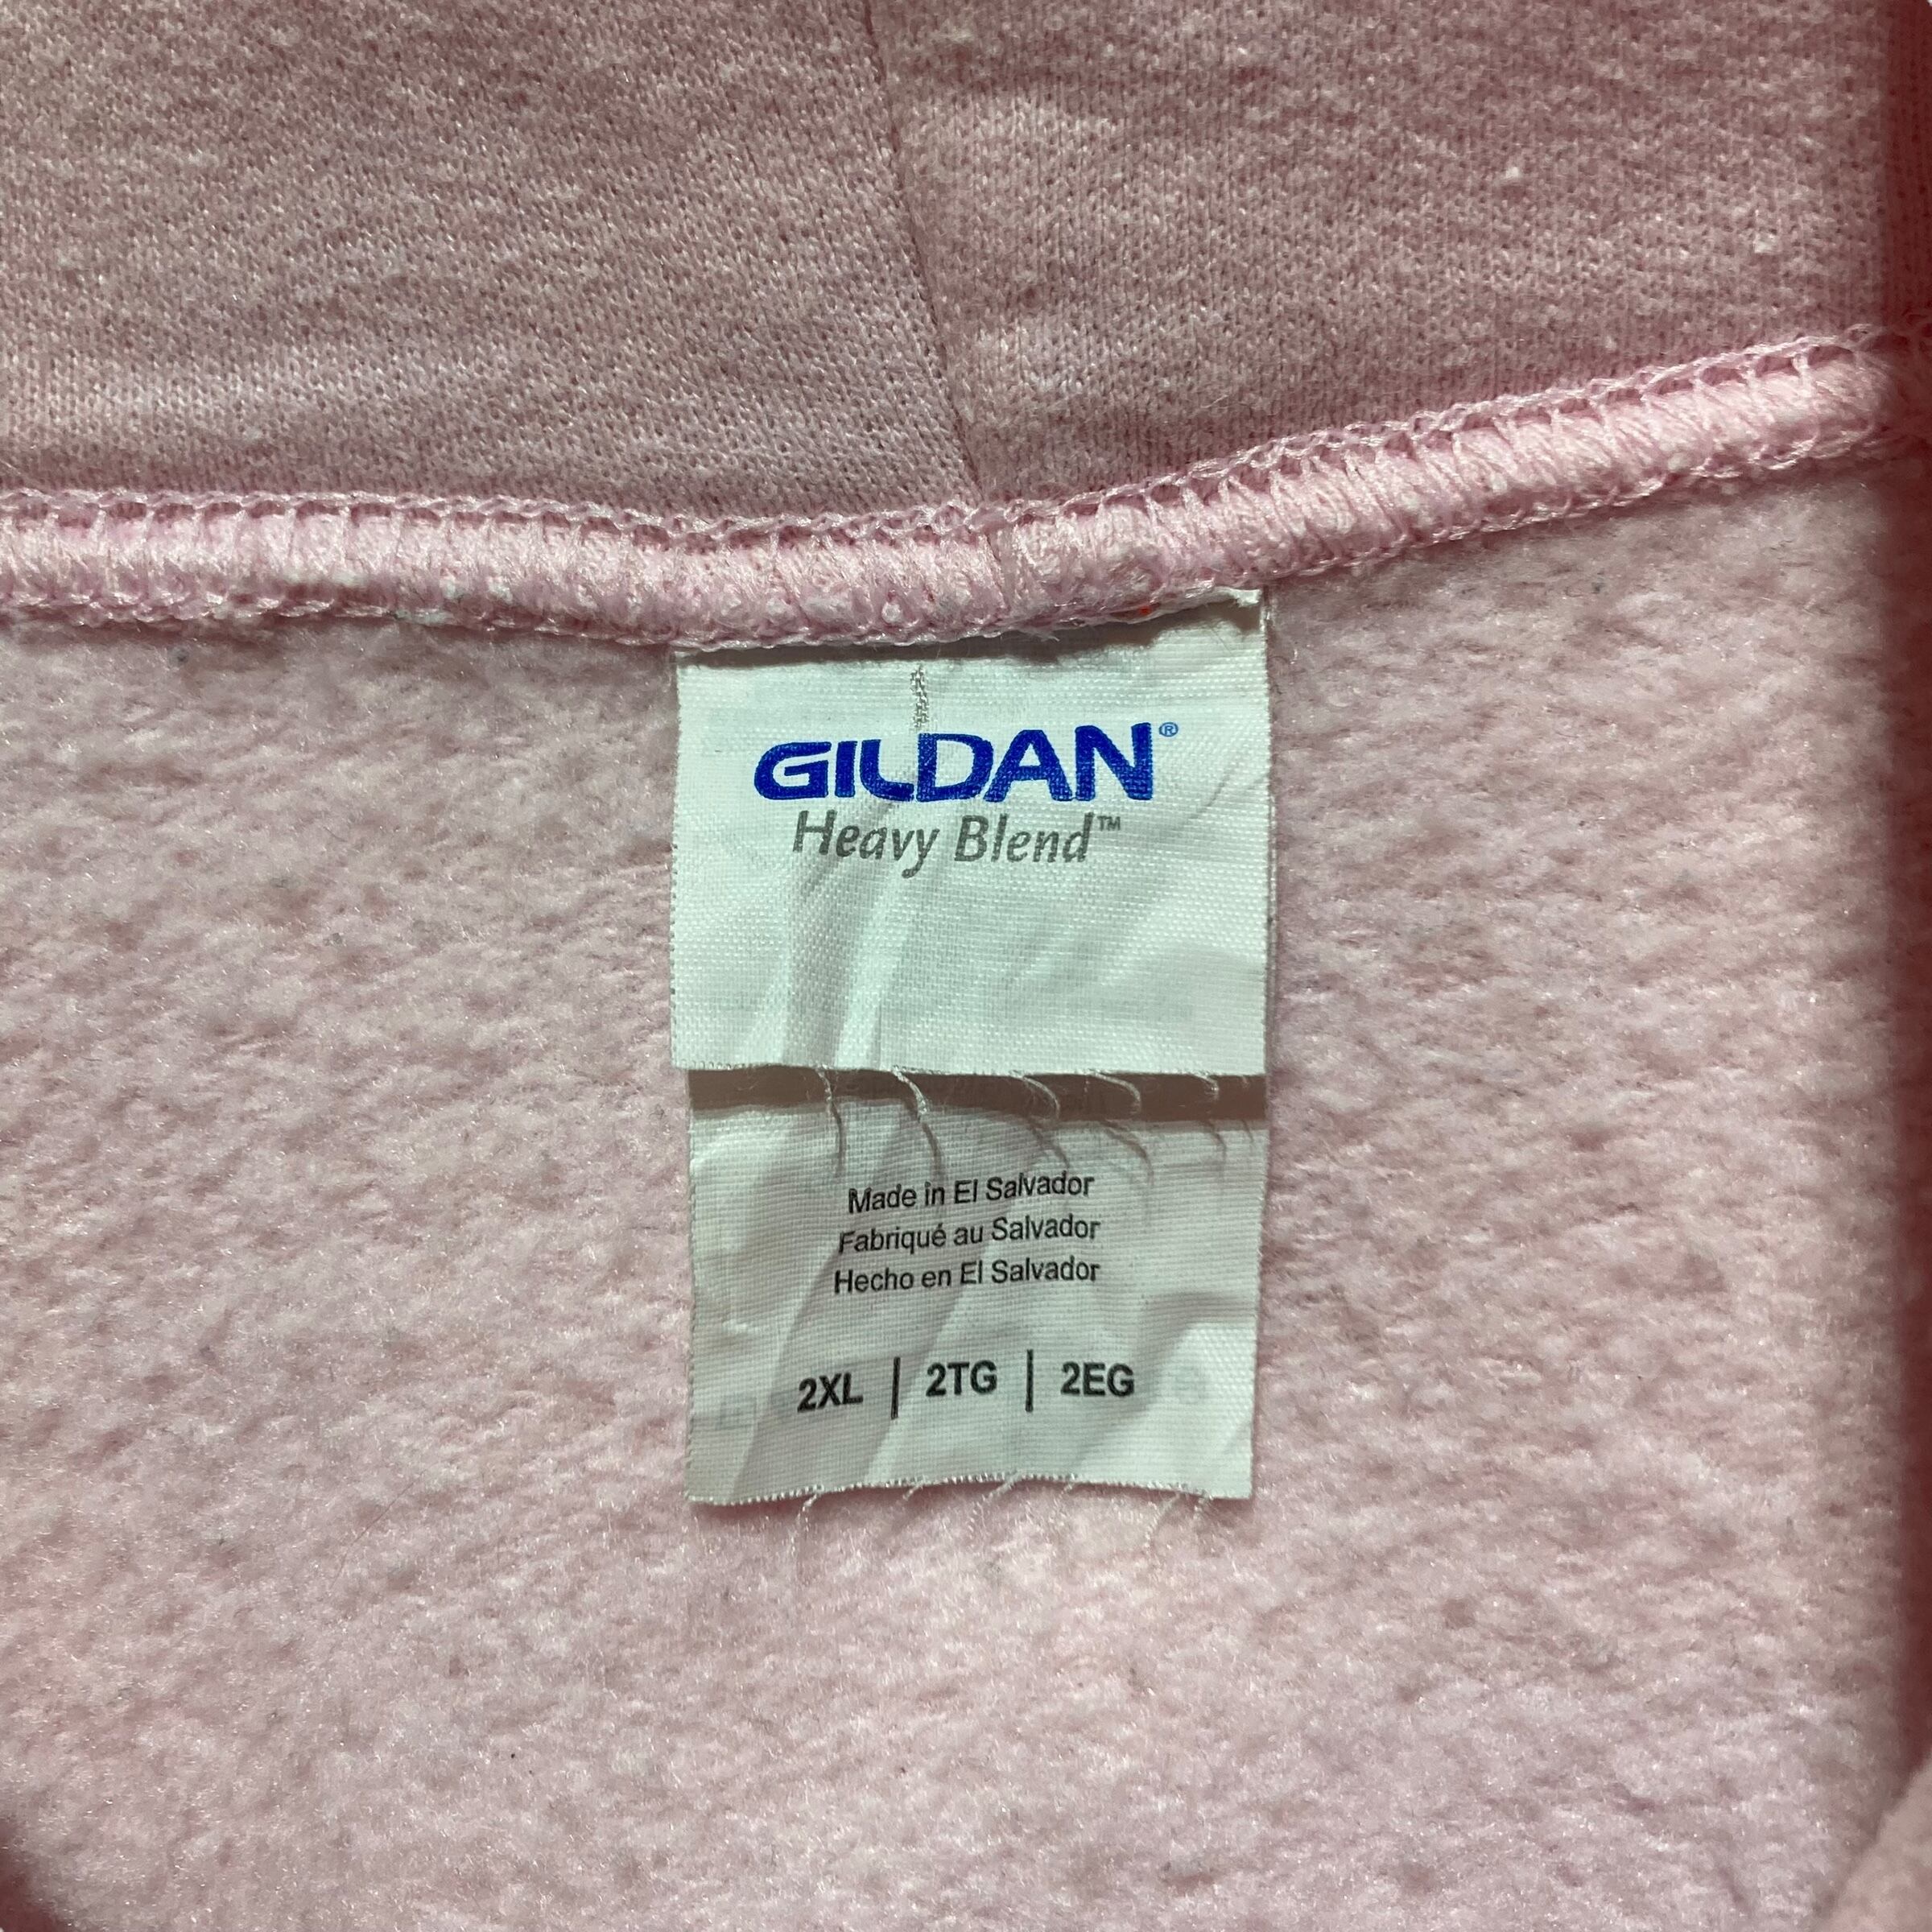 GILDAN®
Heavy Blend™
Made in El Salvador
Fabriqué au Salvador
Hecho en El Salvador
2XL | 2TG | 2EG